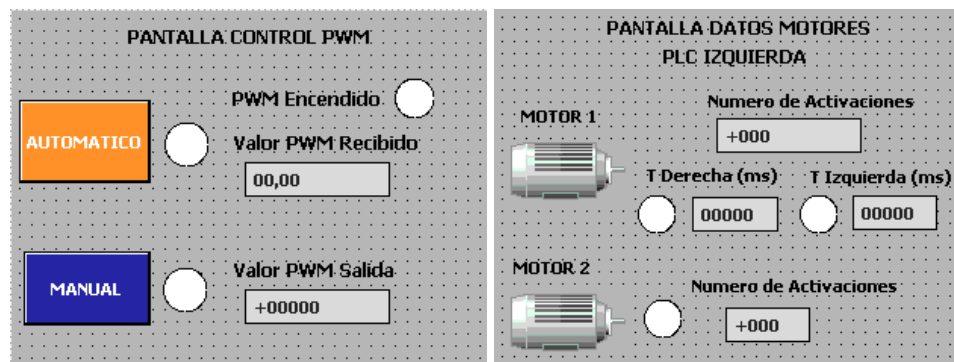 PANTALLA CONTROL PWM
PWM Encendido
AUTOMATICO
Valor PWM Recibido
00,00
MANUAL
Valor PWM Salida
+00000
PANTALLA DATOS MOTORES
PLC IZQUIERDA
MOTOR 1
Numero de Activaciones
+000
T Derecha (ms)
T Izquierda (ms)
00000
00000
MOTOR 2
Numero de Activaciones
+000